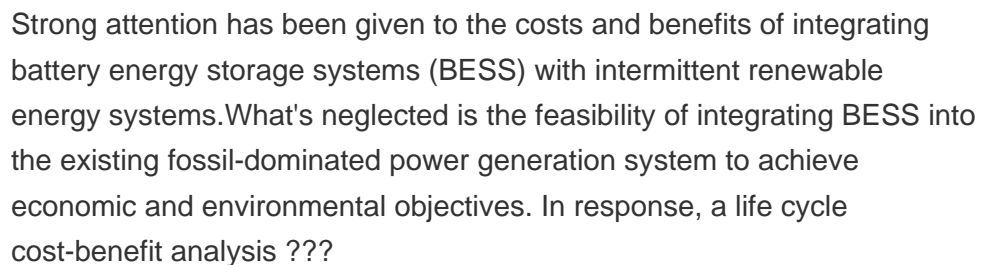 Strong attention has been given to the costs and benefits of integrating
battery energy storage systems (BESS) with intermittent renewable
energy systems.What's neglected is the feasibility of integrating BESS into
the existing fossil-dominated power generation system to achieve
economic and environmental objectives. In response, a life cycle
cost-benefit analysis ???